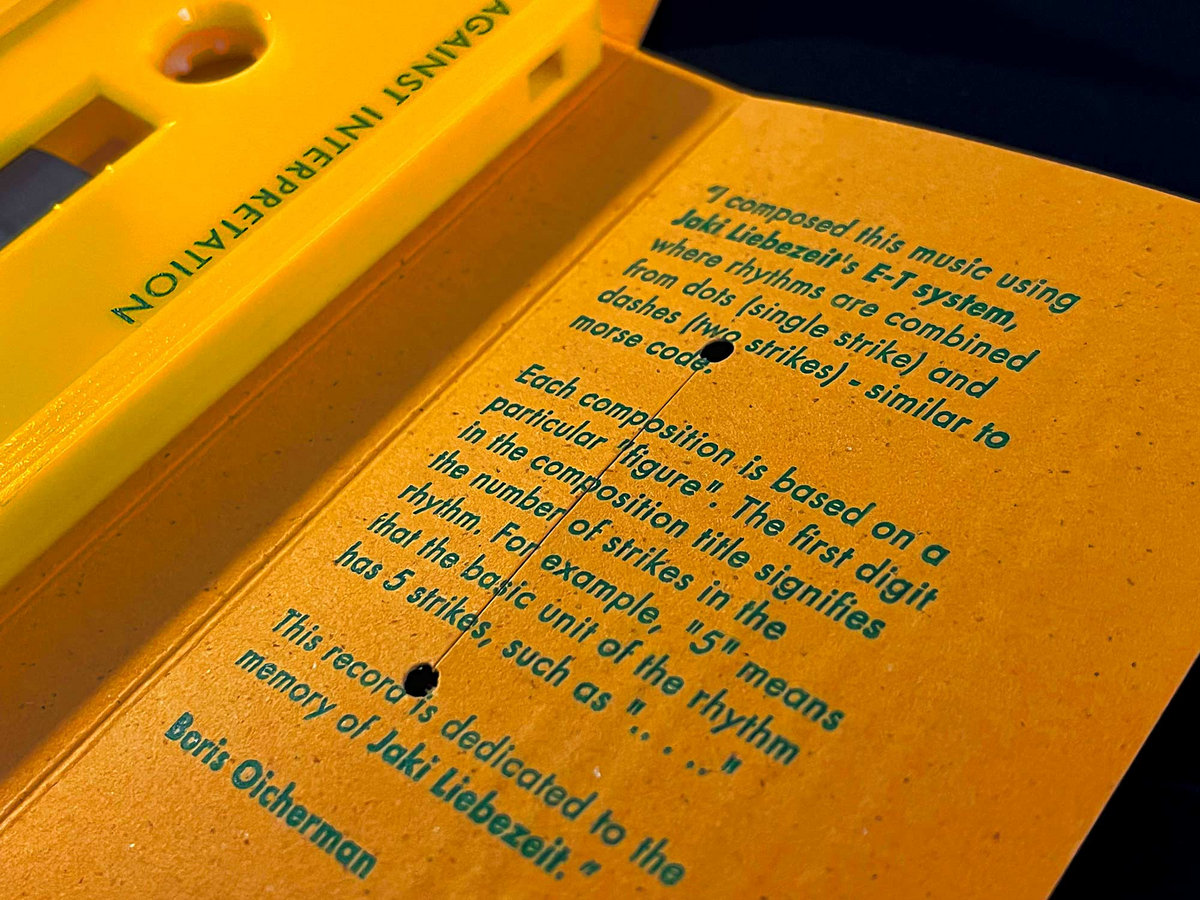 AGAINST INTERPRETATION
"I composed this music using
Jaki Liebezeit's E-T system,
where rhythms are combined
from dots (single strike) and
dashes (two strikes) - similar to
morse code.
Each composition is based on a
particular "figure". The first digit
in the composition title signifies
the number of strikes in the
rhythm. For example, "5" means
that the basic unit of the rhythm
has 5 strikes, such as ".. . .."
This record is dedicated to the
memory of Jaki Liebezeit."
Boris Oicherman